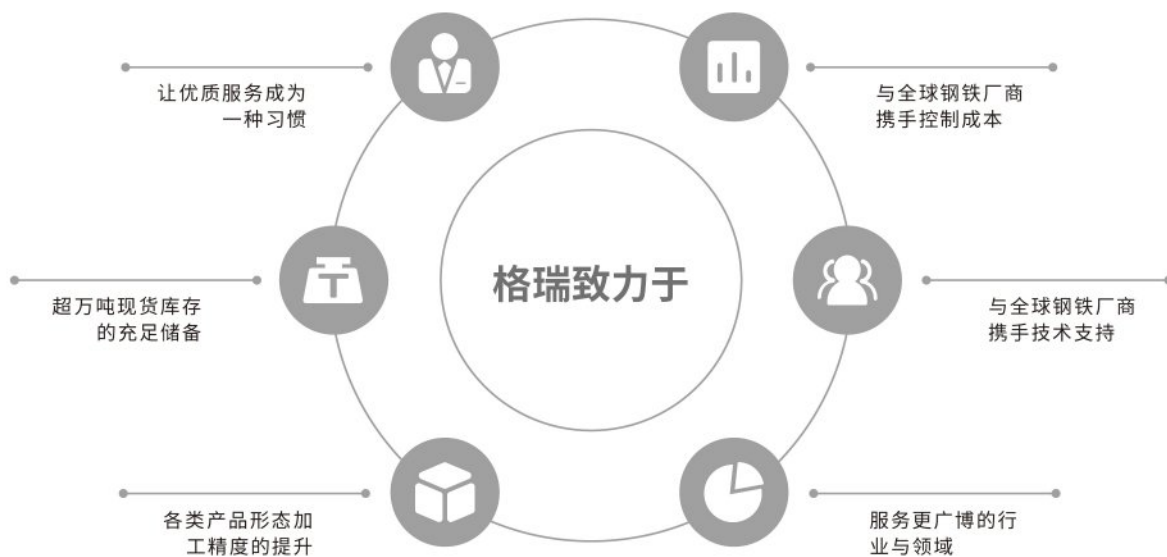 让优质服务成为
一种习惯
与全球钢铁厂商
携手控制成本
格瑞致力于
超万吨现货库存
的充足储备
与全球钢铁厂商
携手技术支持
各类产品形态加
工精度的提升
服务更广博的行
业与领域